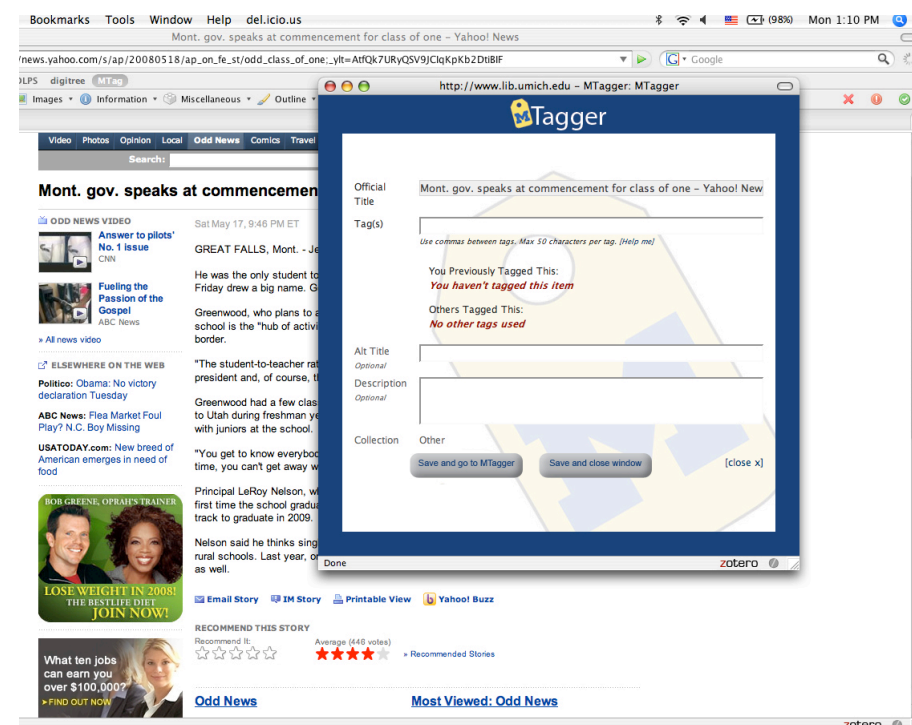 Bookmarks Tools Window Help del.icio.us (98%) Mon 1:10 PM
Mont. gov. speaks at commencement for class of one – Yahoo! News
/news.yahoo.com/s/ap/20080518/ap_on_fe_st/odd_class_of_one;_ylt=AtfQk7URyQSV9JClqKpKb2DtiBIF Google
DLPS digitree MTag
Images Information Miscellaneous Outline
http://www.lib.umich.edu – MTagger: MTagger
MTagger
Official Title Mont. gov. speaks at commencement for class of one – Yahoo! New
Tag(s)
Use commas between tags. Max 50 characters per tag. [Help me]
You Previously Tagged This:
You haven't tagged this item
Others Tagged This:
No other tags used
Alt Title
Optional
Description
Optional
Collection Other
Save and go to MTagger Save and close window [close x]
Done zotero
Video Photos Opinion Local Odd News Comics Travel
Search:
Mont. gov. speaks at commencemen
ODD NEWS VIDEO
Answer to pilots'
No. 1 issue
CNN
Fueling the
Passion of the
Gospel
ABC News
» All news video
ELSEWHERE ON THE WEB
Politico: Obama: No victory
declaration Tuesday
ABC News: Flea Market Foul
Play? N.C. Boy Missing
USATODAY.com: New breed of
American emerges in need of
food
BOB GREENE, OPRAH'S TRAINER
LOSE WEIGHT IN 2008!
THE BESTLIFE DIET
JOIN NOW!
What ten jobs
can earn you
over $100,000?
FIND OUT NOW
Sat May 17, 9:46 PM ET
GREAT FALLS, Mont. - Je
He was the only student to
Friday drew a big name. G
Greenwood, who plans to a
school is the "hub of activi
border.
"The student-to-teacher rat
president and, of course, t
Greenwood had a few clas
to Utah during freshman ye
with juniors at the school.
"You get to know everybod
time, you can't get away w
Principal LeRoy Nelson, w
first time the school gradua
track to graduate in 2009.
Nelson said he thinks sing
rural schools. Last year, o
as well.
Email Story IM Story Printable View Yahoo! Buzz
RECOMMEND THIS STORY
Recommend It: Average (446 votes)
» Recommended Stories
Odd News Most Viewed: Odd News
zotero